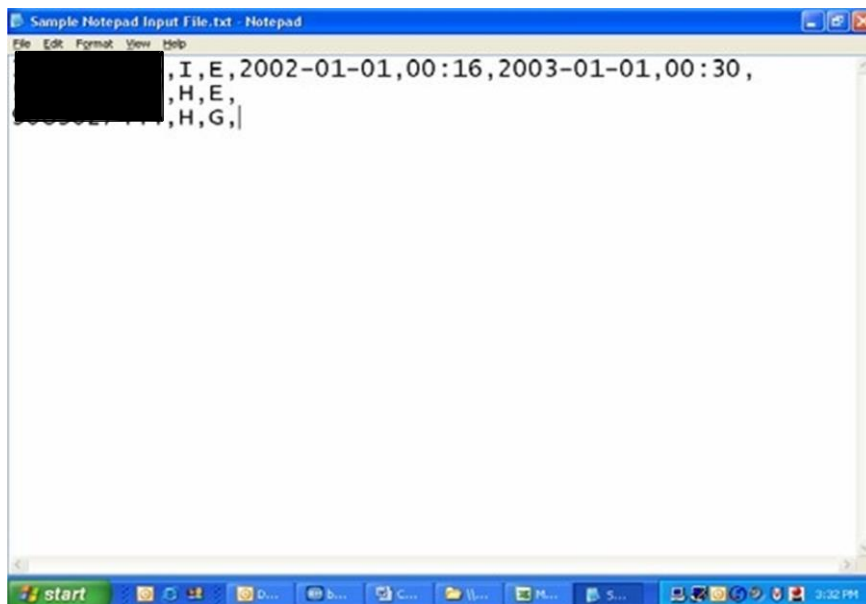 Sample Notepad Input File.txt - Notepad
File Edit Format View Help
,I,E,2002-01-01,00:16,2003-01-01,00:30,
,H,E,
,H,G,
start D... b... C... \\... M... S... 3:32 PM